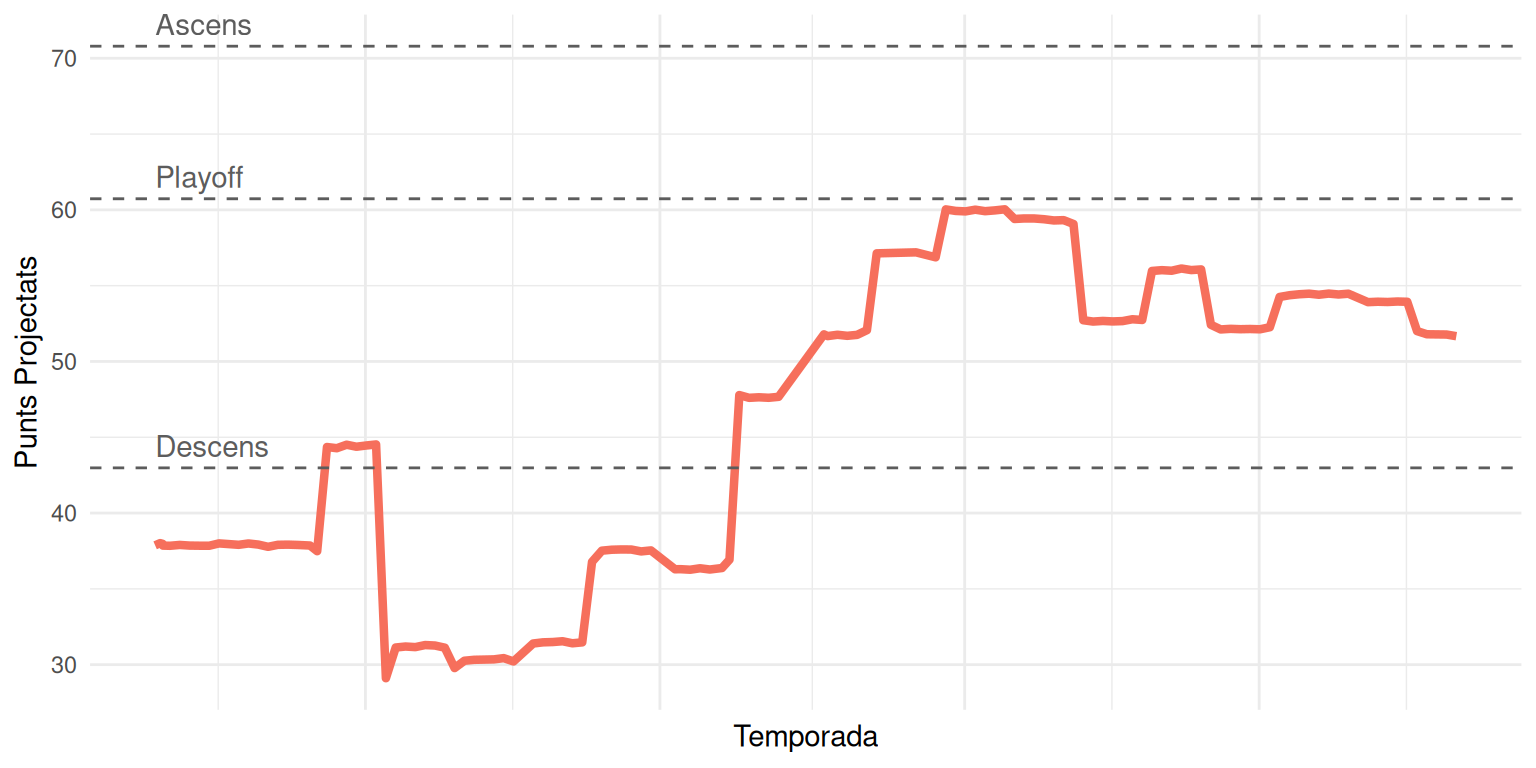 Ascens
70
Playoff
60
Punts Projectats
50
Descens
40
30
Temporada